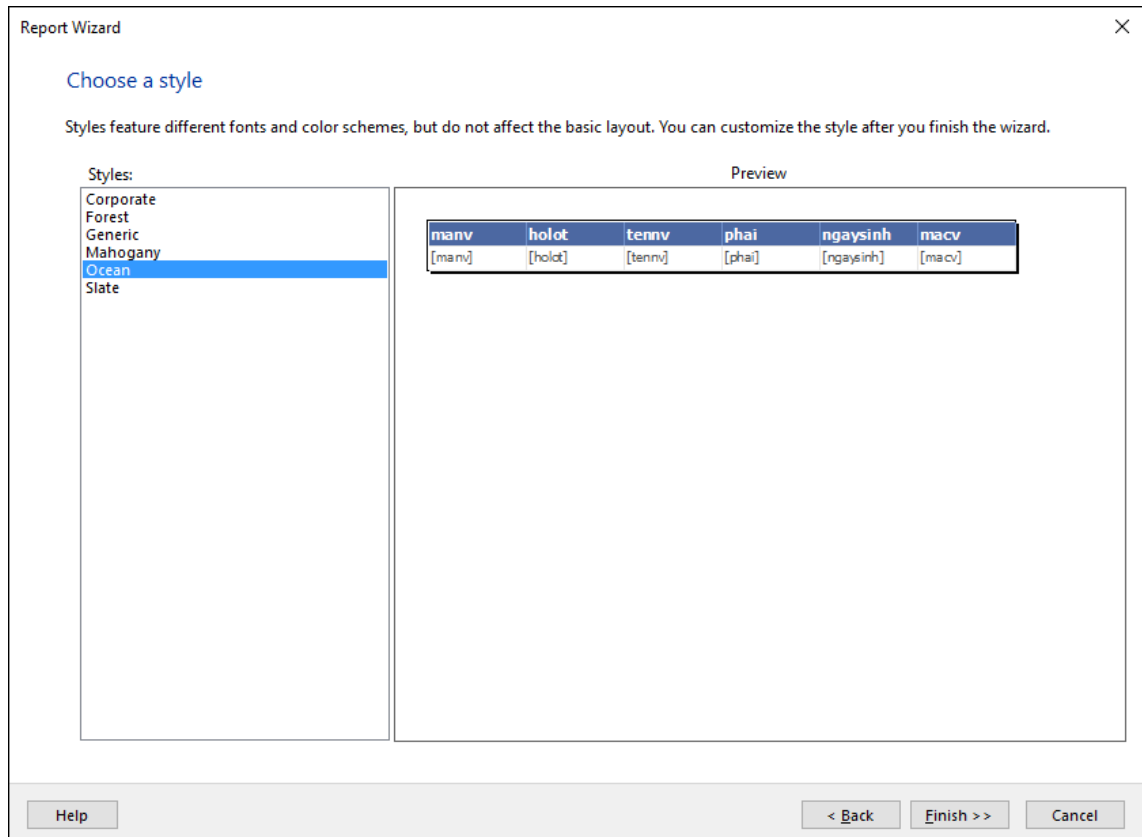 Report Wizard
Choose a style
Styles feature different fonts and color schemes, but do not affect the basic layout. You can customize the style after you finish the wizard.
Styles:
Preview
Corporate
Forest
Generic
Mahogany
Ocean
Slate
manv holot tennv phai ngaysinh macv
[manv] [holot] [tennv] [phai] [ngaysinh] [macv]
Help
< Back
Finish >>
Cancel